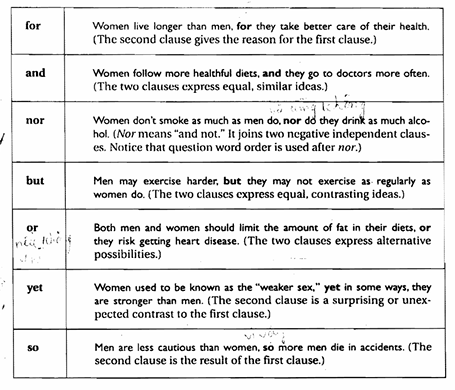 for
Women live longer than men, for they take better care of their health.
(The second clause gives the reason for the first clause.)
and
Women follow more healthful diets, and they go to doctors more often.
(The two clauses express equal, similar ideas.)
nor
Women don't smoke as much as men do, nor do they drink as much alco-
hol. (Nor means "and not." It joins two negative independent claus-
es. Notice that question word order is used after nor.)
but
Men may exercise harder, but they may not exercise as regularly as
women do. (The two clauses express equal, contrasting ideas.)
or
Both men and women should limit the amount of fat in their diets, or
they risk getting heart disease. (The two clauses express alternative
possibilities.)
yet
Women used to be known as the "weaker sex," yet in some ways, they
are stronger than men. (The second clause is a surprising or unex-
pected contrast to the first clause.)
so
Men are less cautious than women, so more men die in accidents. (The
second clause is the result of the first clause.)